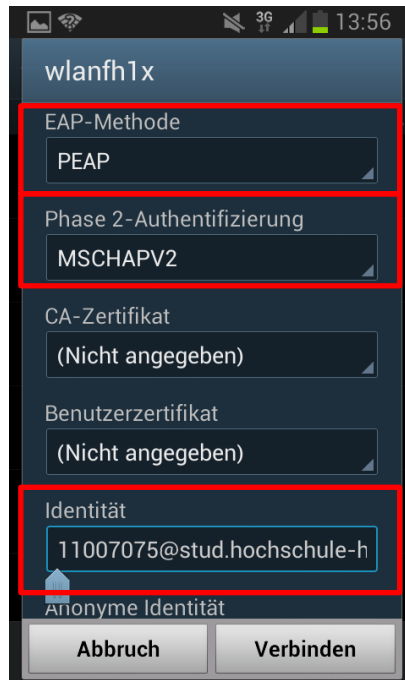 3G 13:56
wlanfh1x
EAP-Methode
PEAP
Phase 2-Authentifizierung
MSCHAPV2
CA-Zertifikat
(Nicht angegeben)
Benutzerzertifikat
(Nicht angegeben)
Identität
11007075@stud.hochschule-h
Anonyme Identität
Abbruch Verbinden